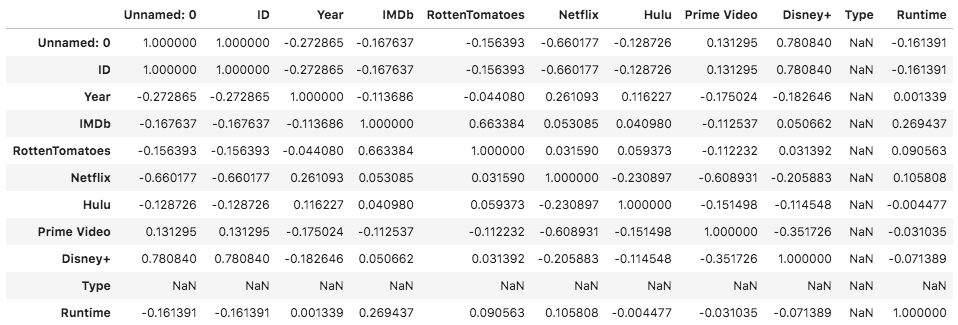 Unnamed: 0 ID Year IMDb RottenTomatoes Netflix Hulu Prime Video Disney+ Type Runtime
Unnamed: 0 1.000000 1.000000 -0.272865 -0.167637 -0.156393 -0.660177 -0.128726 0.131295 0.780840 NaN -0.161391
ID 1.000000 1.000000 -0.272865 -0.167637 -0.156393 -0.660177 -0.128726 0.131295 0.780840 NaN -0.161391
Year -0.272865 -0.272865 1.000000 -0.113686 -0.044080 0.261093 0.116227 -0.175024 -0.182646 NaN 0.001339
IMDb -0.167637 -0.167637 -0.113686 1.000000 0.663384 0.053085 0.040980 -0.112537 0.050662 NaN 0.269437
RottenTomatoes -0.156393 -0.156393 -0.044080 0.663384 1.000000 0.031590 0.059373 -0.112232 0.031392 NaN 0.090563
Netflix -0.660177 -0.660177 0.261093 0.053085 0.031590 1.000000 -0.230897 -0.608931 -0.205883 NaN 0.105808
Hulu -0.128726 -0.128726 0.116227 0.040980 0.059373 -0.230897 1.000000 -0.151498 -0.114548 NaN -0.004477
Prime Video 0.131295 0.131295 -0.175024 -0.112537 -0.112232 -0.608931 -0.151498 1.000000 -0.351726 NaN -0.031035
Disney+ 0.780840 0.780840 -0.182646 0.050662 0.031392 -0.205883 -0.114548 -0.351726 1.000000 NaN -0.071389
Type NaN NaN NaN NaN NaN NaN NaN NaN NaN NaN NaN
Runtime -0.161391 -0.161391 0.001339 0.269437 0.090563 0.105808 -0.004477 -0.031035 -0.071389 NaN 1.000000